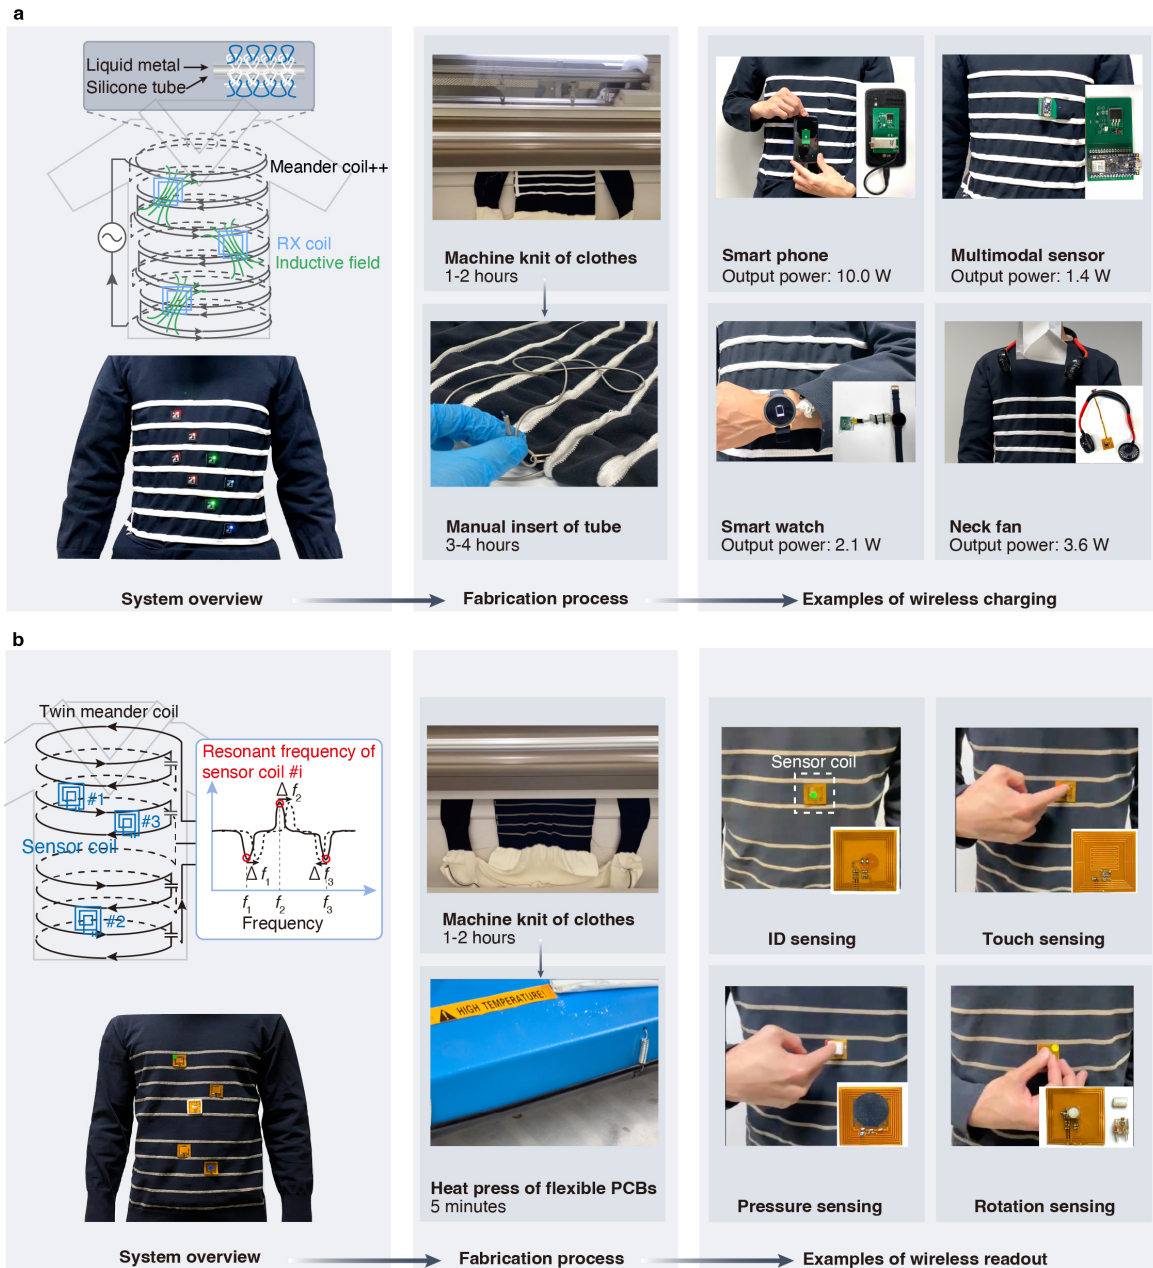 a
Liquid metal
Silicone tube
Meander coil++
RX coil
Inductive field
Machine knit of clothes
1-2 hours
Manual insert of tube
3-4 hours
Smart phone
Output power: 10.0 W
Multimodal sensor
Output power: 1.4 W
Smart watch
Output power: 2.1 W
Neck fan
Output power: 3.6 W
System overview
Fabrication process
Examples of wireless charging
b
Twin meander coil
#1
#3
Sensor coil
#2
Resonant frequency of
sensor coil #i
Δ f2
Δ f1
Δ f3
f1 f2 f3
Frequency
Machine knit of clothes
1-2 hours
HIGH TEMPERATURE!
Heat press of flexible PCBs
5 minutes
Sensor coil
ID sensing
Touch sensing
Pressure sensing
Rotation sensing
System overview
Fabrication process
Examples of wireless readout